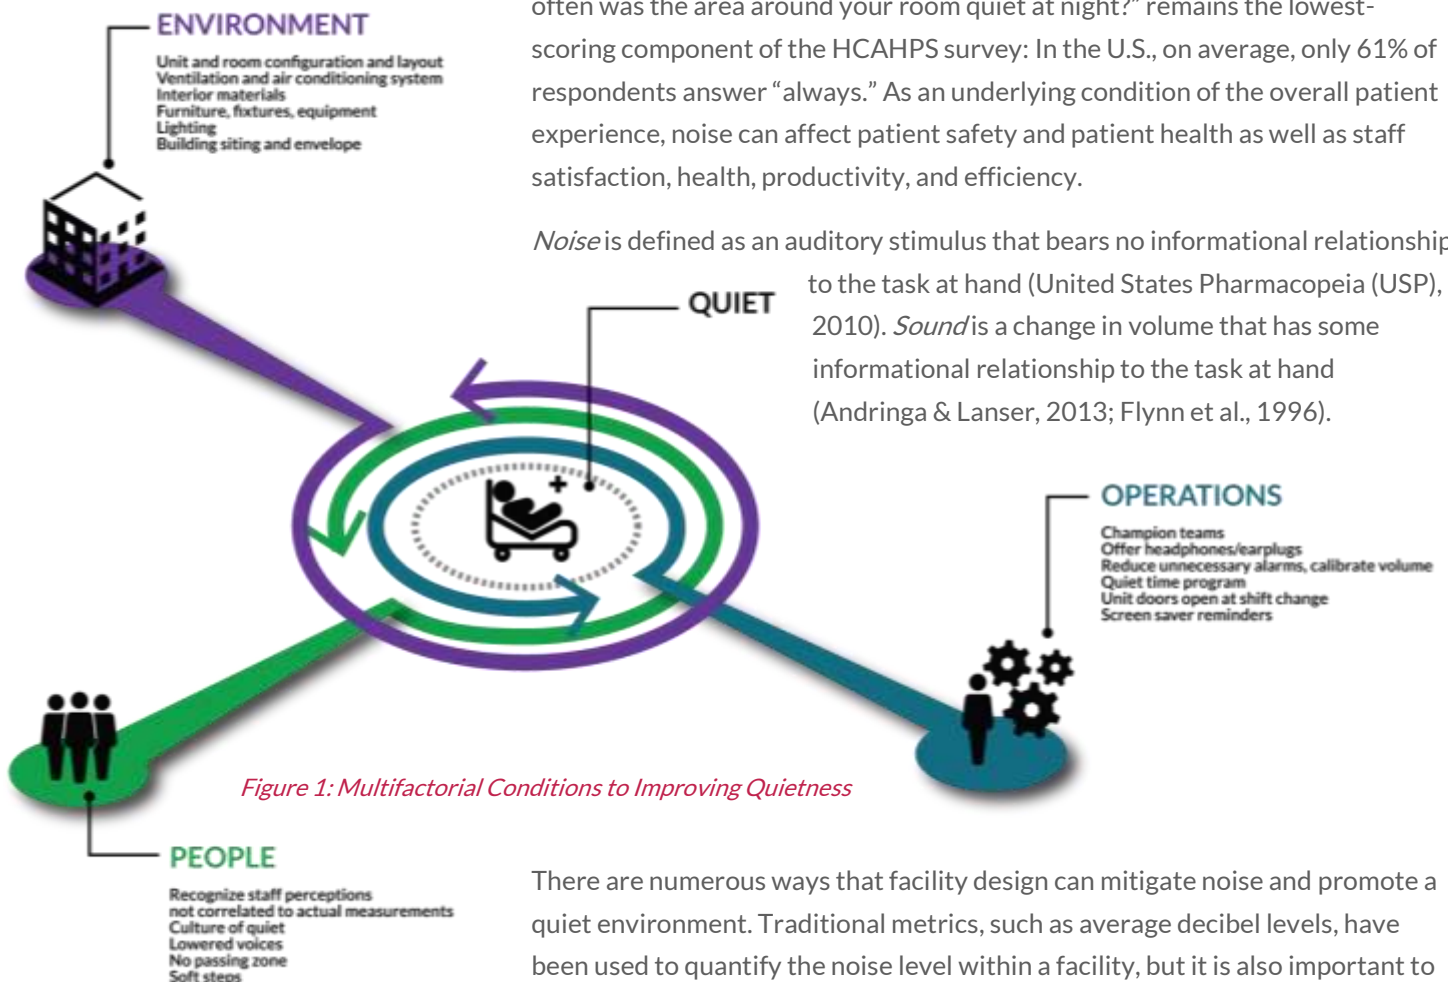 ENVIRONMENT
Unit and room configuration and layout
Ventilation and air conditioning system
Interior materials
Furniture, fixtures, equipment
Lighting
Building siting and envelope
often was the area around your room quiet at night?” remains the lowest-
scoring component of the HCAHPS survey: In the U.S., on average, only 61% of
respondents answer “always.” As an underlying condition of the overall patient
experience, noise can affect patient safety and patient health as well as staff
satisfaction, health, productivity, and efficiency.
Noise is defined as an auditory stimulus that bears no informational relationship
to the task at hand (United States Pharmacopeia (USP),
2010). Sound is a change in volume that has some
informational relationship to the task at hand
(Andringa & Lanser, 2013; Flynn et al., 1996).
QUIET
OPERATIONS
Champion teams
Offer headphones/earplugs
Reduce unnecessary alarms, calibrate volume
Quiet time program
Unit doors open at shift change
Screen saver reminders
Figure 1: Multifactorial Conditions to Improving Quietness
PEOPLE
Recognize staff perceptions
not correlated to actual measurements
Culture of quiet
Lowered voices
No passing zone
Soft steps
There are numerous ways that facility design can mitigate noise and promote a
quiet environment. Traditional metrics, such as average decibel levels, have
been used to quantify the noise level within a facility, but it is also important to